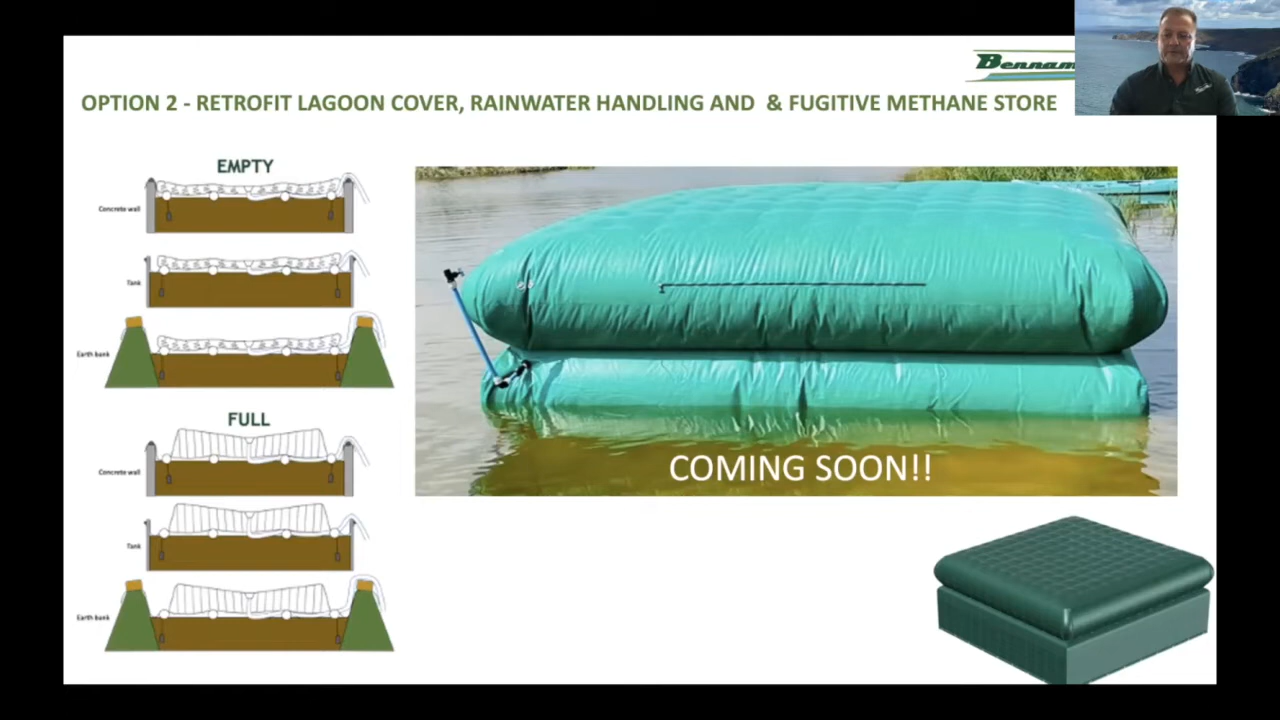 Bennam
OPTION 2 - RETROFIT LAGOON COVER, RAINWATER HANDLING AND & FUGITIVE METHANE STORE
EMPTY
Concrete wall
Tank
Earth bank
FULL
Concrete wall
Tank
Earth bank
COMING SOON!!